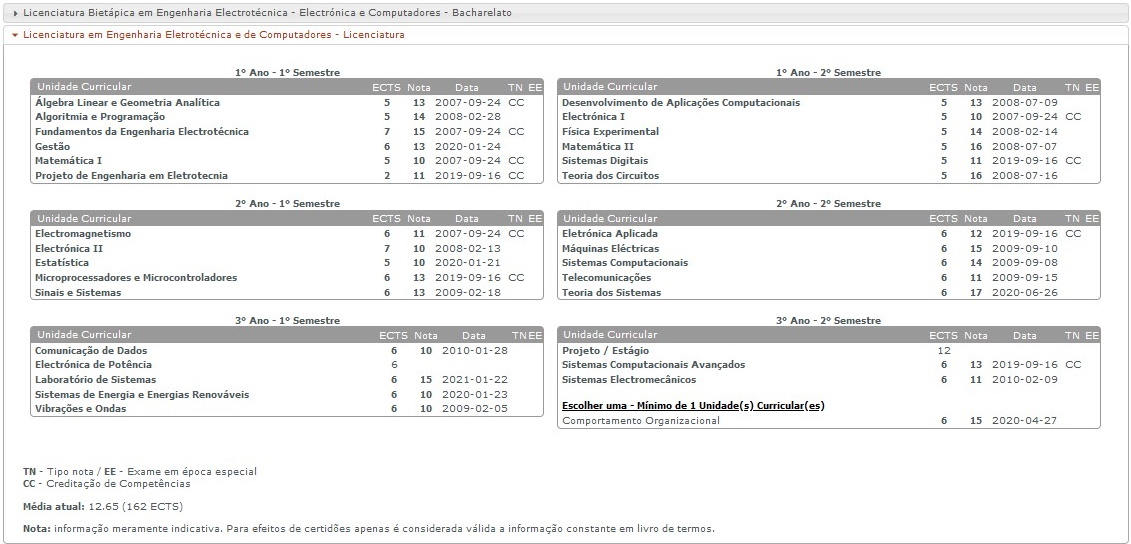 Licenciatura Bietápica em Engenharia Electrotécnica - Electrónica e Computadores - Bacharelato
Licenciatura em Engenharia Eletrotécnica e de Computadores - Licenciatura
1º Ano - 1º Semestre
Unidade Curricular ECTS Nota Data TN EE
Álgebra Linear e Geometria Analítica 5 13 2007-09-24 CC
Algoritmia e Programação 5 14 2008-02-28
Fundamentos da Engenharia Electrotécnica 7 15 2007-09-24 CC
Gestão 6 13 2020-01-24
Matemática I 5 10 2007-09-24 CC
Projeto de Engenharia em Eletrotecnia 2 11 2019-09-16 CC
1º Ano - 2º Semestre
Unidade Curricular ECTS Nota Data TN EE
Desenvolvimento de Aplicações Computacionais 5 13 2008-07-09
Electrónica I 5 10 2007-09-24 CC
Física Experimental 5 14 2008-02-14
Matemática II 5 16 2008-07-07
Sistemas Digitais 5 11 2019-09-16 CC
Teoria dos Circuitos 5 16 2008-07-16
2º Ano - 1º Semestre
Unidade Curricular ECTS Nota Data TN EE
Electromagnetismo 6 11 2007-09-24 CC
Electrónica II 7 10 2008-02-13
Estatística 5 10 2020-01-21
Microprocessadores e Microcontroladores 6 13 2019-09-16 CC
Sinais e Sistemas 6 13 2009-02-18
2º Ano - 2º Semestre
Unidade Curricular ECTS Nota Data TN EE
Eletrónica Aplicada 6 12 2019-09-16 CC
Máquinas Eléctricas 6 15 2009-09-10
Sistemas Computacionais 6 14 2009-09-08
Telecomunicações 6 11 2009-09-15
Teoria dos Sistemas 6 17 2020-06-26
3º Ano - 1º Semestre
Unidade Curricular ECTS Nota Data TN EE
Comunicação de Dados 6 10 2010-01-28
Electrónica de Potência 6
Laboratório de Sistemas 6 15 2021-01-22
Sistemas de Energia e Energias Renováveis 6 10 2020-01-23
Vibrações e Ondas 6 10 2009-02-05
3º Ano - 2º Semestre
Unidade Curricular ECTS Nota Data TN EE
Projeto / Estágio 12
Sistemas Computacionais Avançados 6 13 2019-09-16 CC
Sistemas Electromecânicos 6 11 2010-02-09
Escolher uma - Mínimo de 1 Unidade(s) Curricular(es)
Comportamento Organizacional 6 15 2020-04-27
TN - Tipo nota / EE - Exame em época especial
CC - Creditação de Competências
Média atual: 12.65 (162 ECTS)
Nota: informação meramente indicativa. Para efeitos de certidões apenas é considerada válida a informação constante em livro de termos.